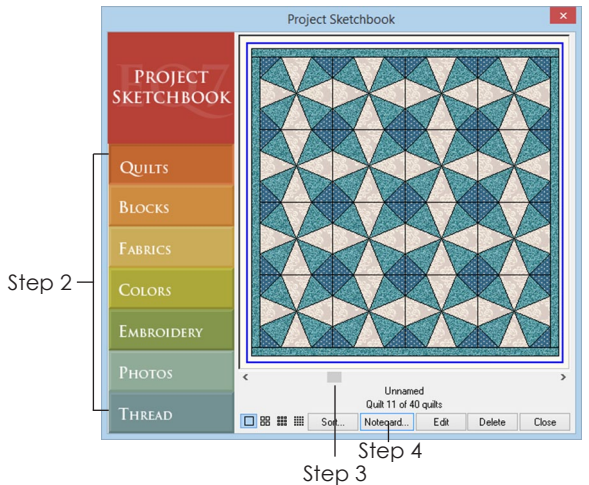 Project Sketchbook
EQ7
PROJECT
SKETCHBOOK
QUILTS
BLOCKS
FABRICS
COLORS
EMBROIDERY
PHOTOS
THREAD
Step 2
Unnamed
Quilt 11 of 40 quilts
Sort... Notecard... Edit Delete Close
Step 4
Step 3